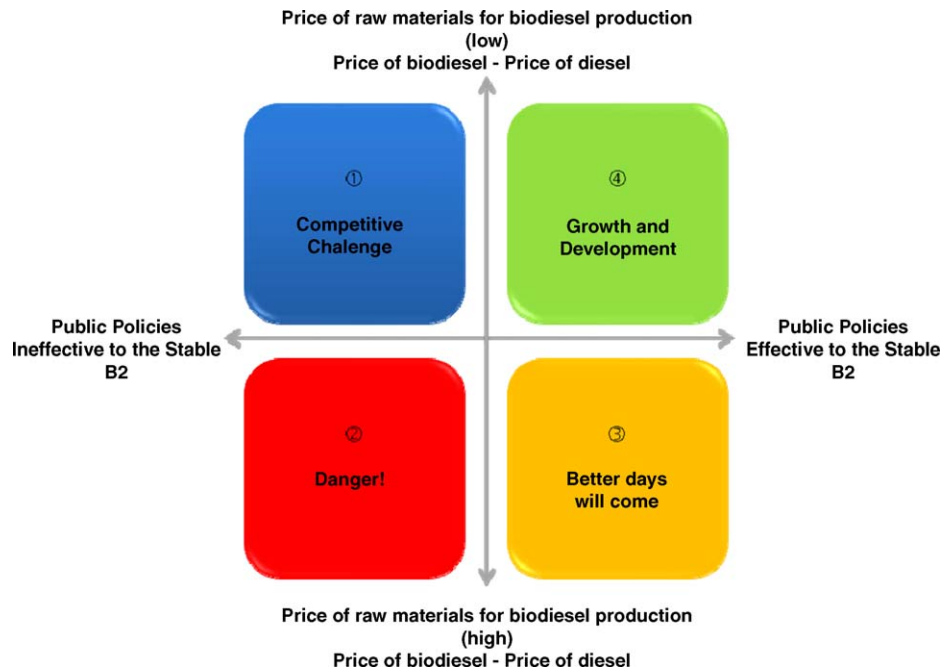 Price of raw materials for biodiesel production
(low)
Price of biodiesel - Price of diesel
①
Competitive
Chalenge
④
Growth and
Development
Public Policies
Ineffective to the Stable
B2
Public Policies
Effective to the Stable
B2
②
Danger!
③
Better days
will come
Price of raw materials for biodiesel production
(high)
Price of biodiesel - Price of diesel